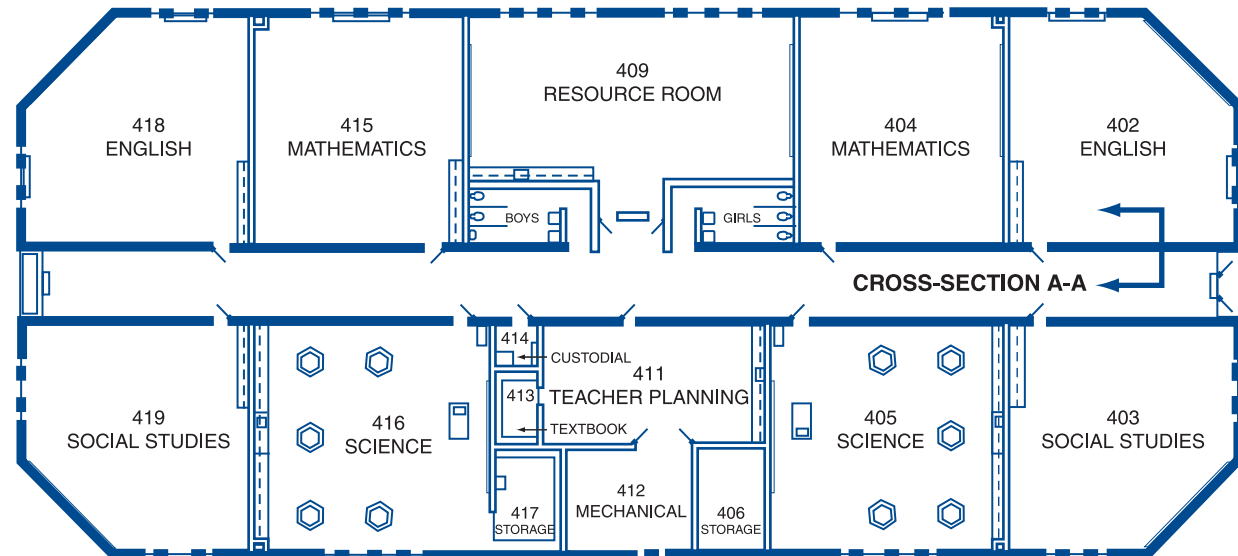 418
ENGLISH
415
MATHEMATICS
409
RESOURCE ROOM
404
MATHEMATICS
402
ENGLISH
BOYS
GIRLS
CROSS-SECTION A-A
419
SOCIAL STUDIES
416
SCIENCE
414
CUSTODIAL
413
TEXTBOOK
411
TEACHER PLANNING
417
STORAGE
412
MECHANICAL
406
STORAGE
405
SCIENCE
403
SOCIAL STUDIES